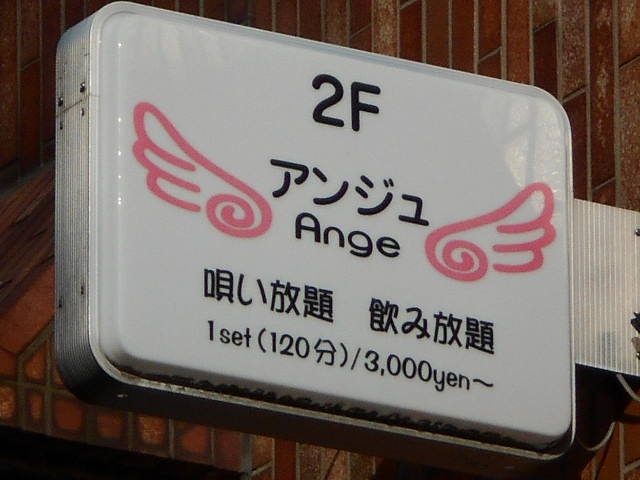 2F
アンジュ
Ange
唄い放題　飲み放題
1set(120分)/3,000yen～